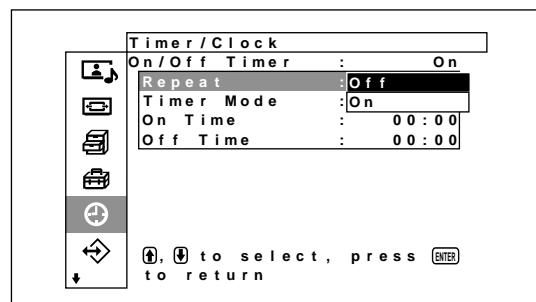 Timer/Clock
On/Off Timer : On
Repeat : Off
Timer Mode : On
On Time : 00:00
Off Time : 00:00
, to select, press ENTER
to return